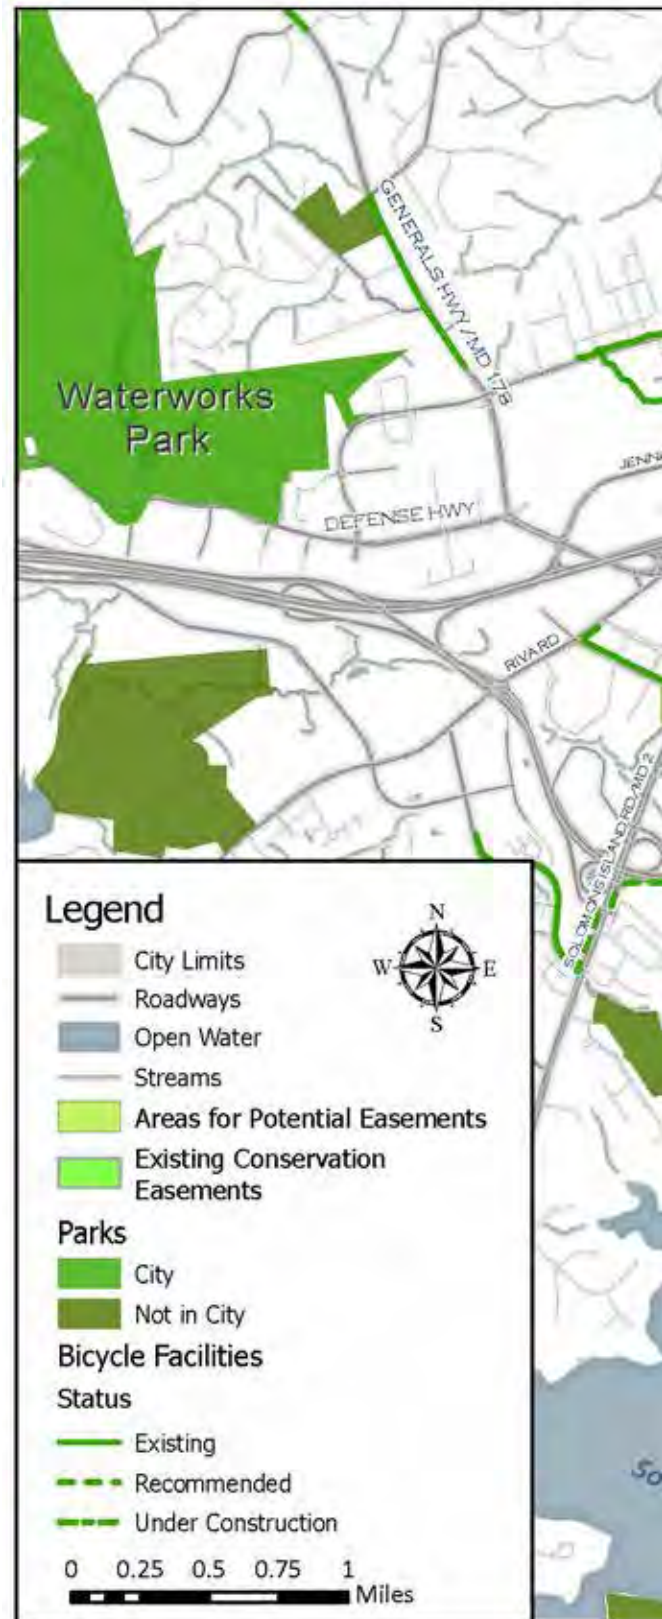 GENERALS HWY / MD 178
Waterworks
Park
DEFENSE HWY
JENN
RIVA RD
SOLOMONS ISLAND RD/MD 2
Legend
N
W
E
S
City Limits
Roadways
Open Water
Streams
Areas for Potential Easements
Existing Conservation
Easements
Parks
City
Not in City
Bicycle Facilities
Status
Existing
Recommended
Under Construction
So
0 0.25 0.5 0.75 1
Miles